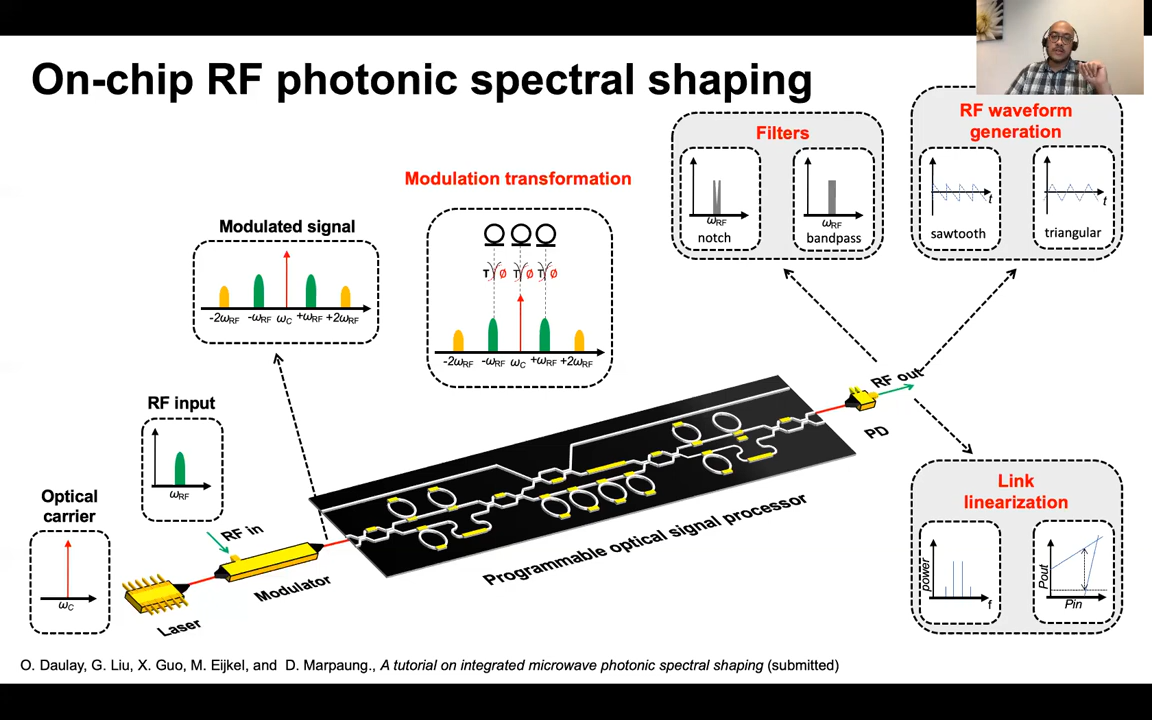 On-chip RF photonic spectral shaping
RF waveform
generation
sawtooth
t
triangular
t
Filters
ωRF
notch
ωRF
bandpass
Modulation transformation
T Ø T Ø T Ø
-2ωRF -ωRF ωC +ωRF +2ωRF
Modulated signal
-2ωRF -ωRF ωC +ωRF +2ωRF
RF input
ωRF
Optical
carrier
ωC
RF in
Laser
Modulator
Programmable optical signal processor
PD
RF out
Link
linearization
power
f
Pout
Pin
O. Daulay, G. Liu, X. Guo, M. Eijkel, and D. Marpaung., A tutorial on integrated microwave photonic spectral shaping (submitted)